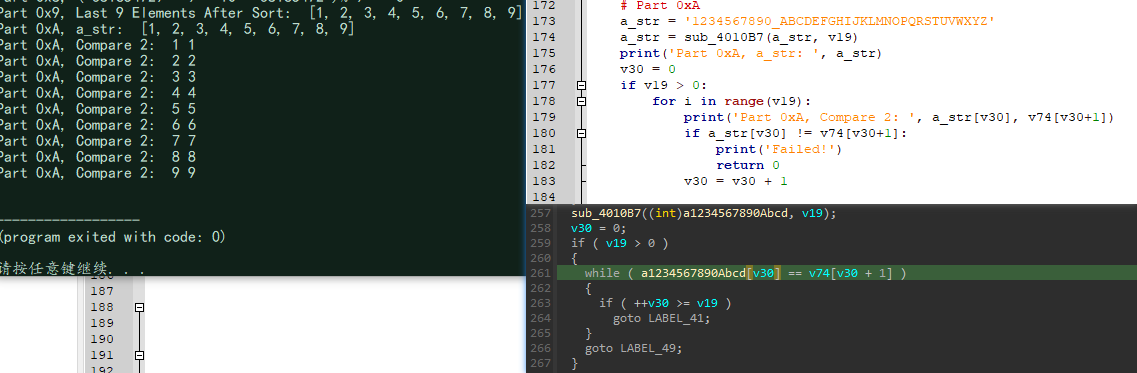 Part 0x9, Last 9 Elements After Sort:  [1, 2, 3, 4, 5, 6, 7, 8, 9]
Part 0xA, a_str:  [1, 2, 3, 4, 5, 6, 7, 8, 9]
Part 0xA, Compare 2:  1 1
Part 0xA, Compare 2:  2 2
Part 0xA, Compare 2:  3 3
Part 0xA, Compare 2:  4 4
Part 0xA, Compare 2:  5 5
Part 0xA, Compare 2:  6 6
Part 0xA, Compare 2:  7 7
Part 0xA, Compare 2:  8 8
Part 0xA, Compare 2:  9 9
------------------
(program exited with code: 0)
请按任意键继续. . .
187
188
189
190
191
192
172 # Part 0xA
173 a_str = '1234567890_ABCDEFGHIJKLMNOPQRSTUVWXYZ'
174 a_str = sub_4010B7(a_str, v19)
175 print('Part 0xA, a_str: ', a_str)
176 v30 = 0
177 if v19 > 0:
178 for i in range(v19):
179 print('Part 0xA, Compare 2: ', a_str[v30], v74[v30+1])
180 if a_str[v30] != v74[v30+1]:
181 print('Failed!')
182 return 0
183 v30 = v30 + 1
184
257 sub_4010B7((int)a1234567890Abcd, v19);
258 v30 = 0;
259 if ( v19 > 0 )
260 {
261 while ( a1234567890Abcd[v30] == v74[v30 + 1] )
262 {
263 if ( ++v30 >= v19 )
264 goto LABEL_41;
265 }
266 goto LABEL_49;
267 }